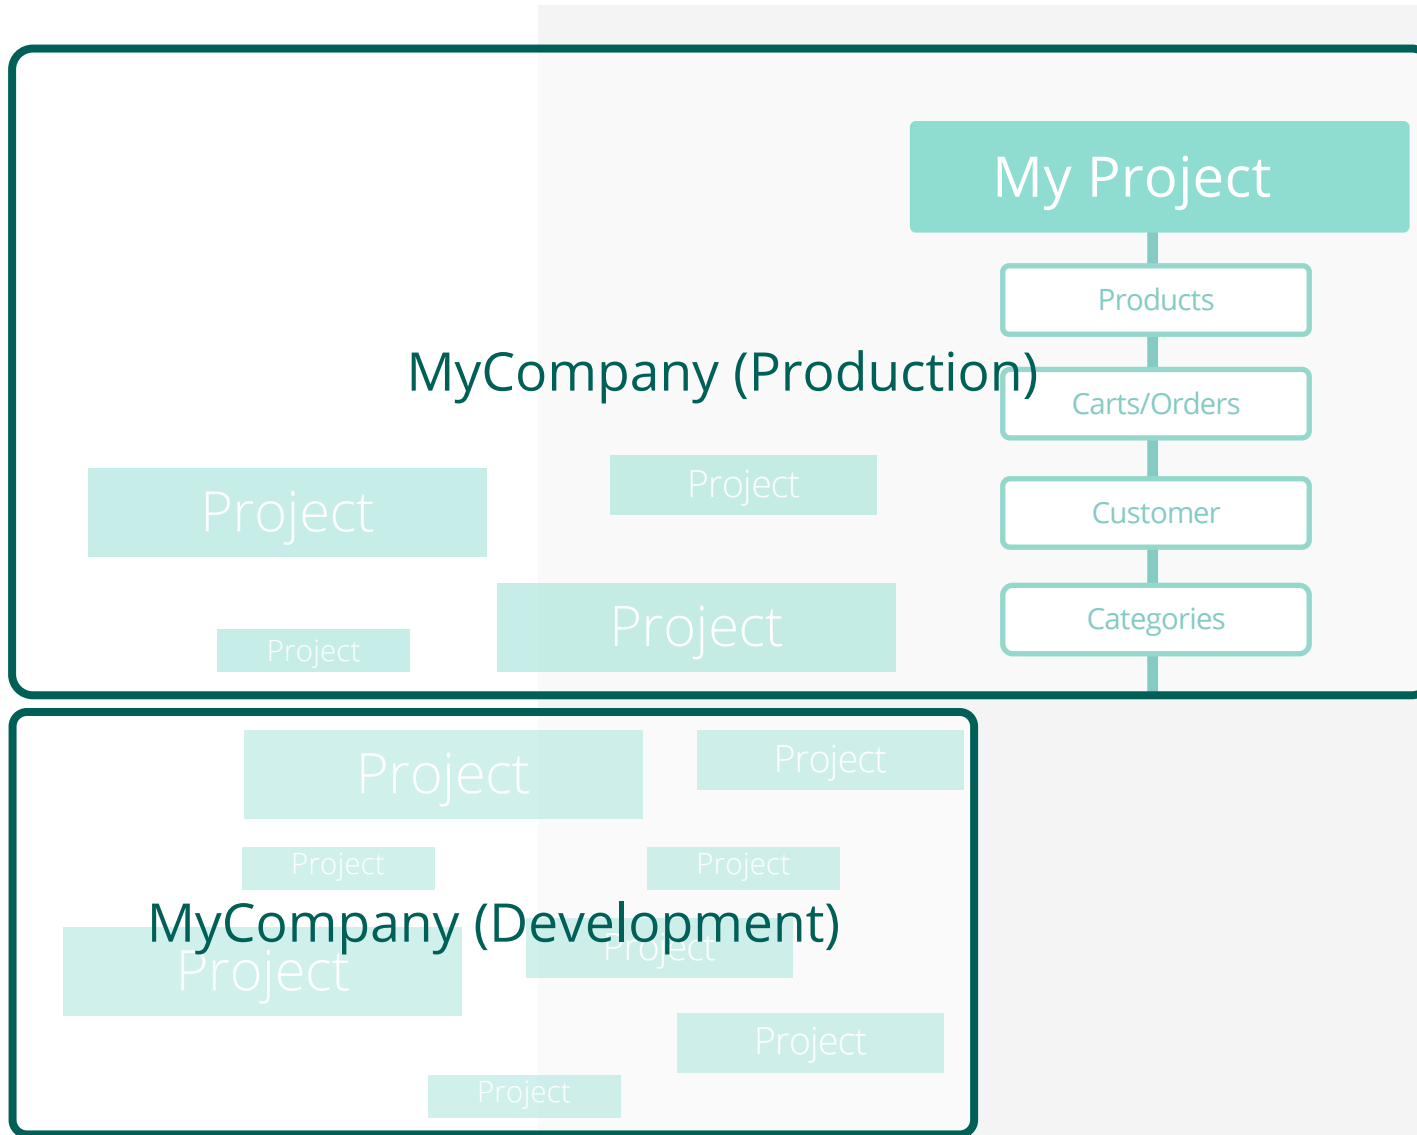 My Project
Products
MyCompany (Production)
Carts/Orders
Project
Project
Customer
Project
Project
Categories
Project
Project
Project
Project
MyCompany (Development)
Project
Project
Project
Project